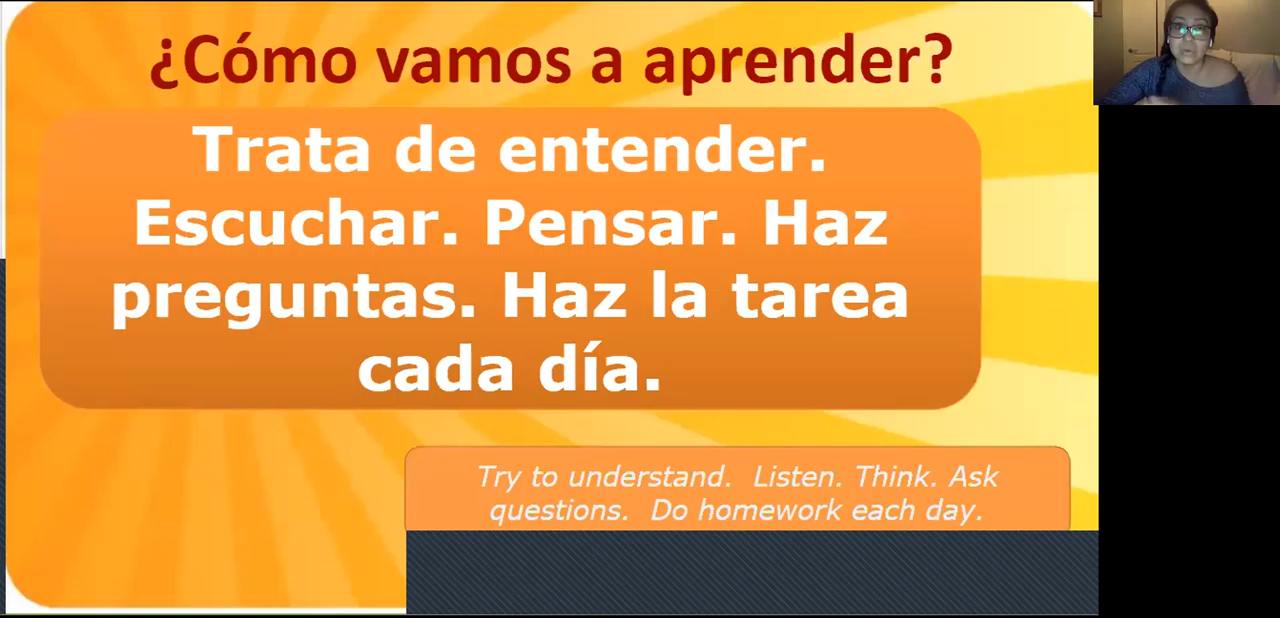 ¿Cómo vamos a aprender?
Trata de entender.
Escuchar. Pensar. Haz
preguntas. Haz la tarea
cada día.
Try to understand. Listen. Think. Ask
questions. Do homework each day.